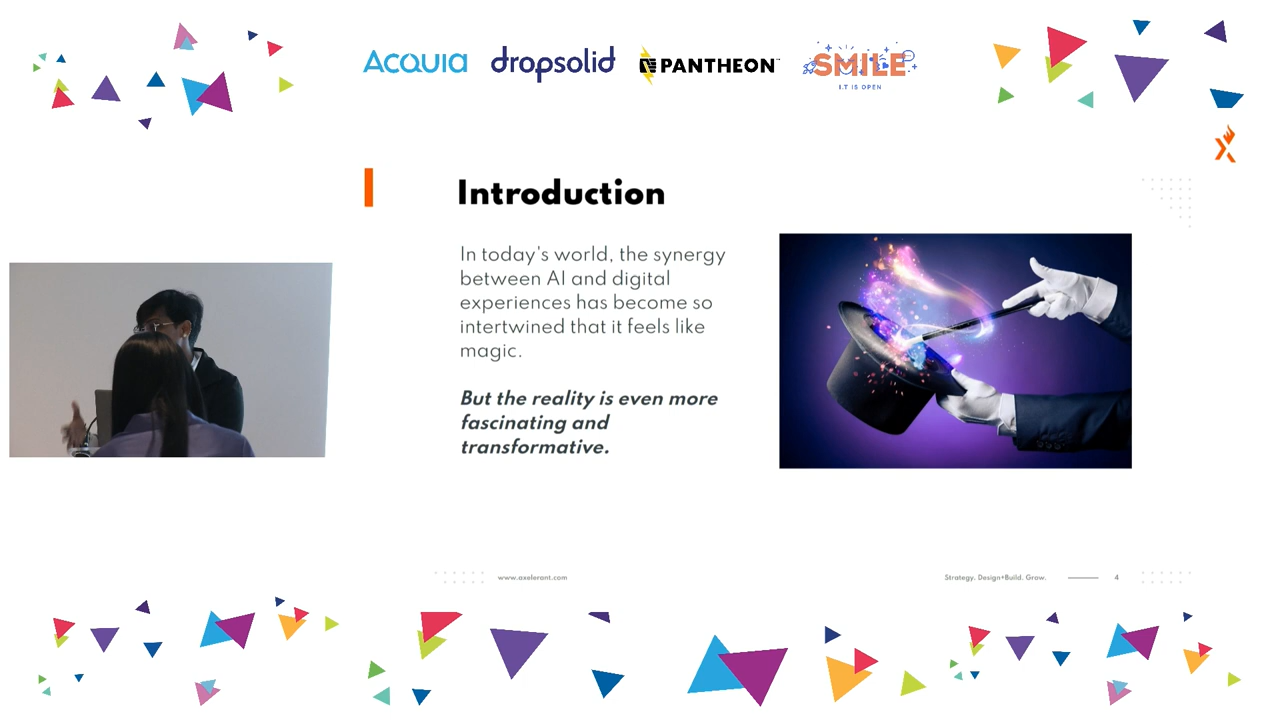 ACQUIA dropsolid PANTHEON SMILE
I.T IS OPEN
Introduction
In today's world, the synergy
between AI and digital
experiences has become so
intertwined that it feels like
magic.
But the reality is even more
fascinating and
transformative.
www.axelerant.com Strategy. Design+Build. Grow. 4